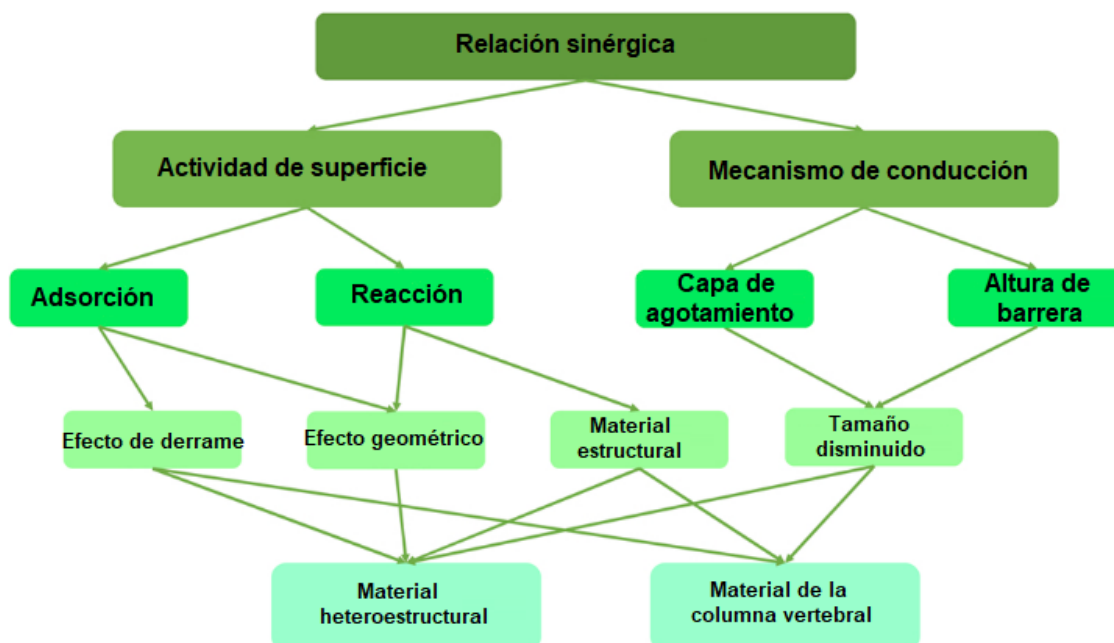 Relación sinérgica
Actividad de superficie
Mecanismo de conducción
Adsorción
Reacción
Capa de
agotamiento
Altura de
barrera
Efecto de derrame
Efecto geométrico
Material
estructural
Tamaño
disminuido
Material
heteroestructural
Material de la
columna vertebral